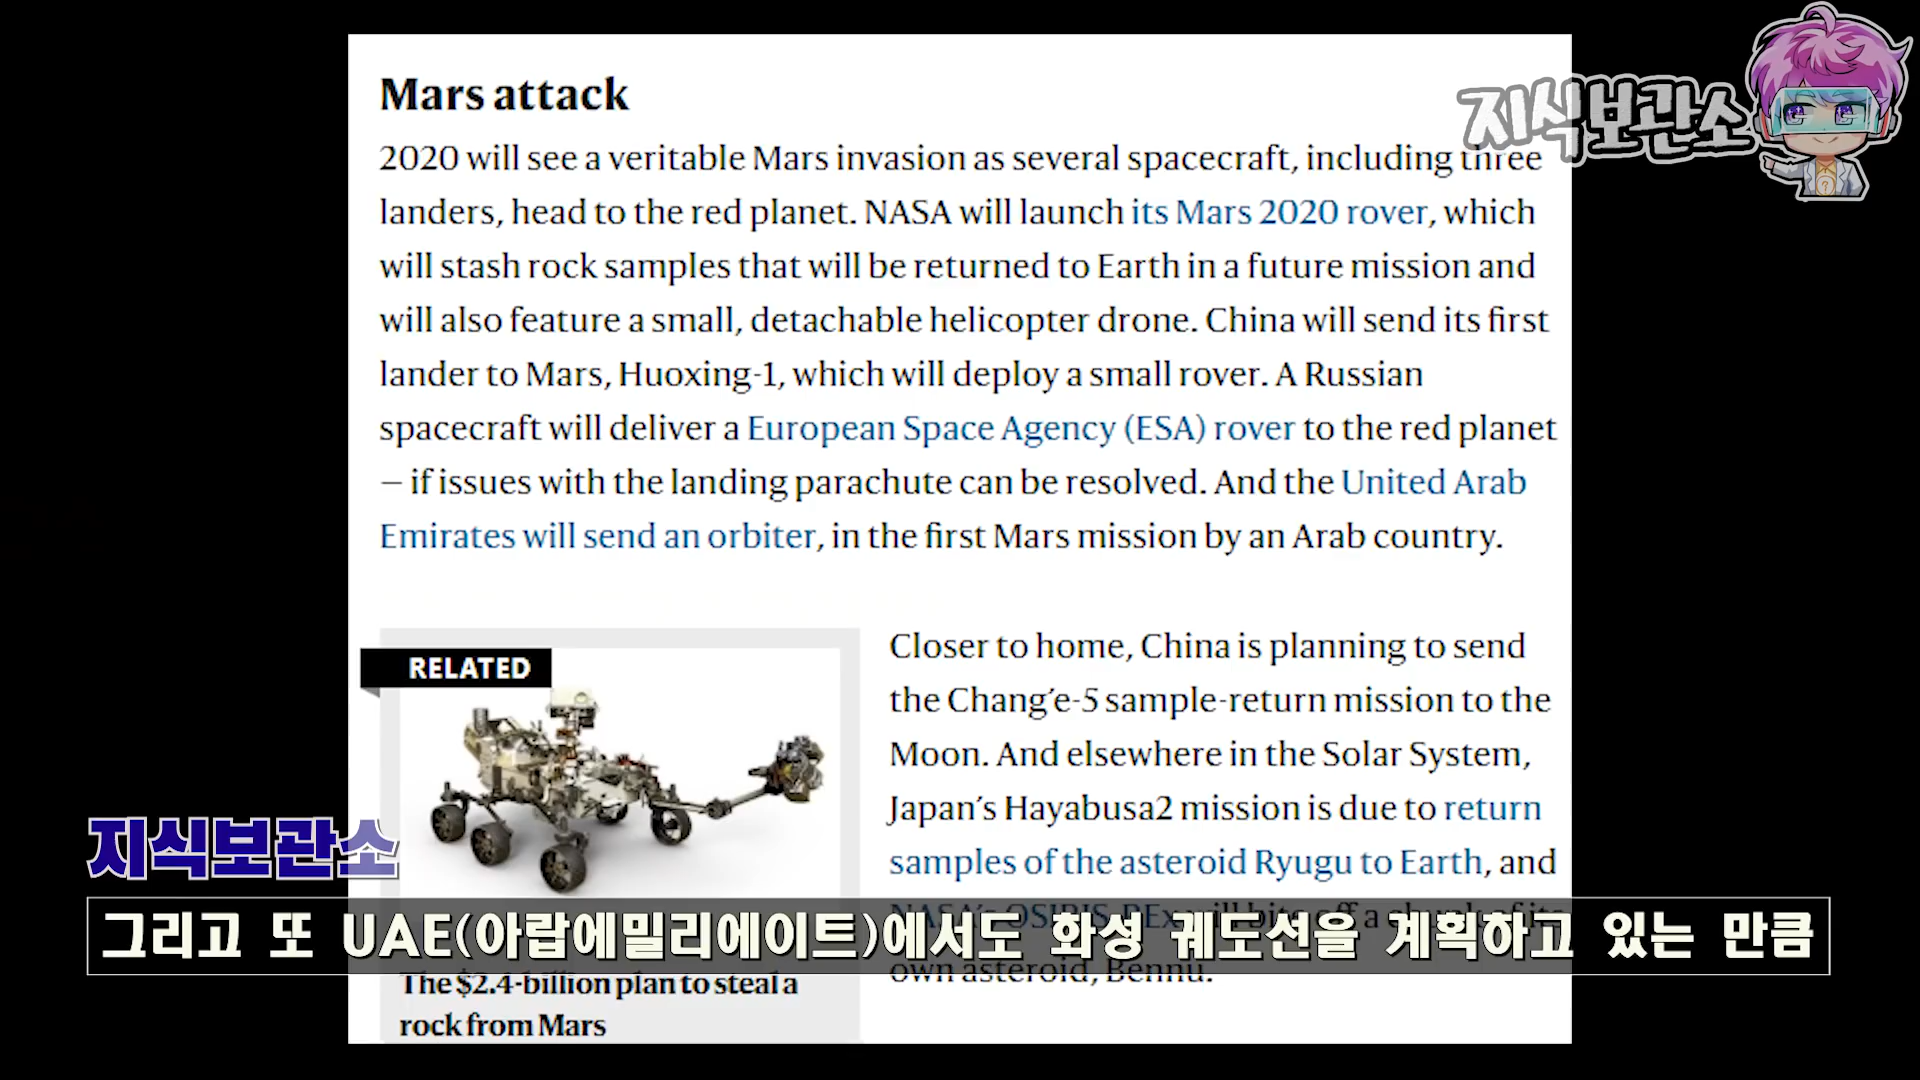 Mars attack
지식보관소
2020 will see a veritable Mars invasion as several spacecraft, including three
landers, head to the red planet. NASA will launch its Mars 2020 rover, which
will stash rock samples that will be returned to Earth in a future mission and
will also feature a small, detachable helicopter drone. China will send its first
lander to Mars, Huoxing-1, which will deploy a small rover. A Russian
spacecraft will deliver a European Space Agency (ESA) rover to the red planet
– if issues with the landing parachute can be resolved. And the United Arab
Emirates will send an orbiter, in the first Mars mission by an Arab country.
RELATED
Closer to home, China is planning to send
the Chang'e-5 sample-return mission to the
Moon. And elsewhere in the Solar System,
Japan's Hayabusa2 mission is due to return
samples of the asteroid Ryugu to Earth, and
NASA's OSIRIS-REx will bite off a chunk of its
own asteroid, Bennu.
지식보관소
그리고 또 UAE(아랍에밀리에이트)에서도 화성 궤도선을 계획하고 있는 만큼
The $2.4-billion plan to steal a
rock from Mars